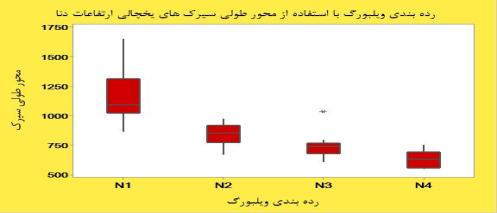 رده بندی ویلبورگ با استفاده از محور طولی سیرک های یخچالی ارتفاعات دنا
1750
1500
1250
1000
750
500
محور طولی سیرک
N1 N2 N3 N4
رده بندی ویلبورگ